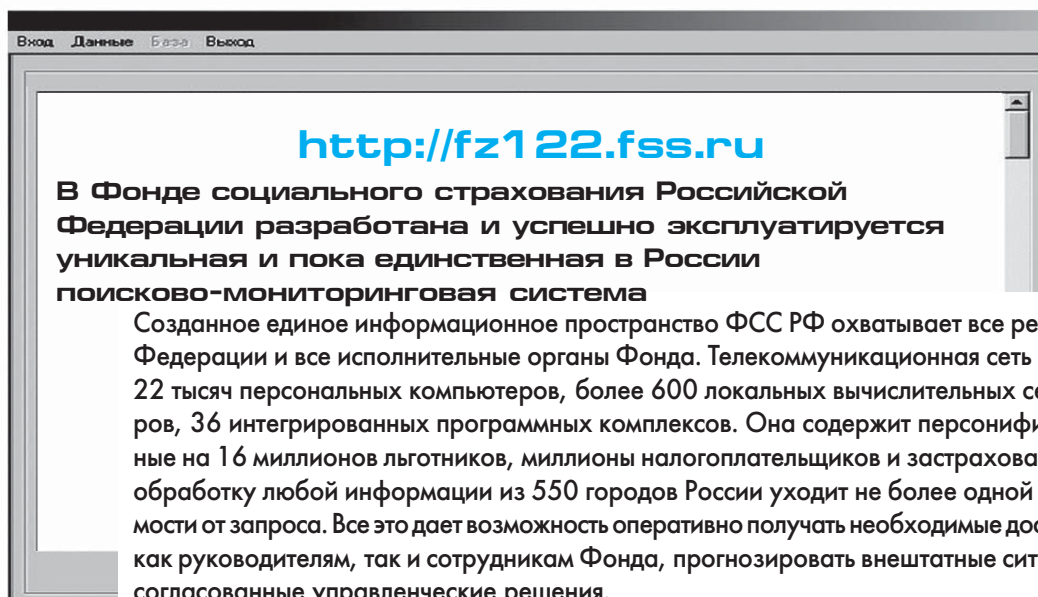 Вход Данные База Выход
http://fz122.fss.ru
В Фонде социального страхования Российской
Федерации разработана и успешно эксплуатируется
уникальная и пока единственная в России
поисково-мониторинговая система
Созданное единое информационное пространство ФСС РФ охватывает все ре
Федерации и все исполнительные органы Фонда. Телекоммуникационная сеть
22 тысяч персональных компьютеров, более 600 локальных вычислительных се
ров, 36 интегрированных программных комплексов. Она содержит персонифи
ные на 16 миллионов льготников, миллионы налогоплательщиков и застрахова
обработку любой информации из 550 городов России уходит не более одной
мости от запроса. Все это дает возможность оперативно получать необходимые дос
как руководителям, так и сотрудникам Фонда, прогнозировать внештатные сит
согласованные управленческие решения.